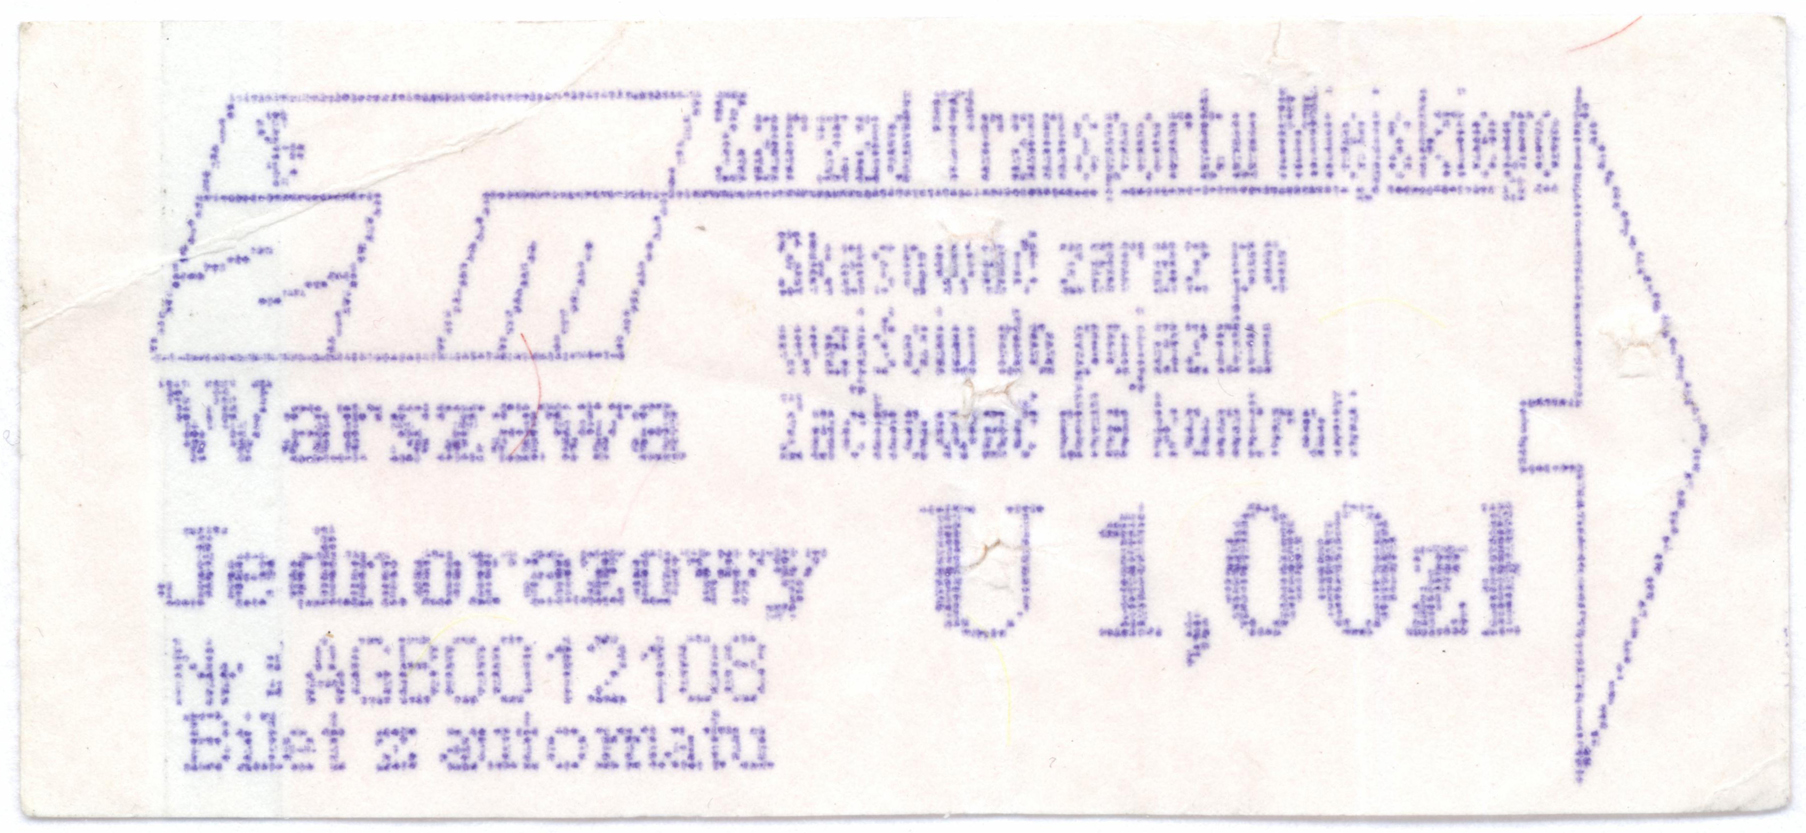 Zarząd Transportu Miejskiego
Skasować zaraz po
wejściu do pojazdu
Zachować dla kontroli
Warszawa
Jednorazowy
U 1,00zł
Nr : AGB0012108
Bilet z automatu